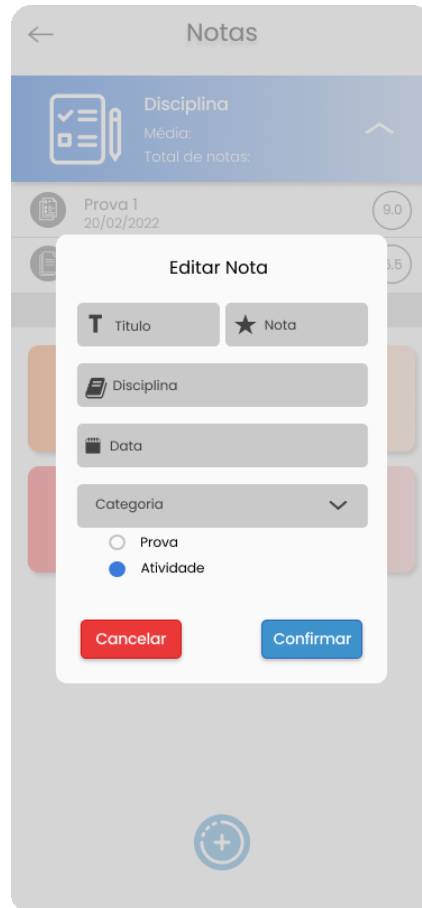 Notas
Disciplina
Média:
Total de notas:
Prova 1
9.0
20/02/2022
.5
Editar Nota
T Titulo
Nota
Disciplina
Data
Categoria
Prova
Atividade
Cancelar
Confirmar